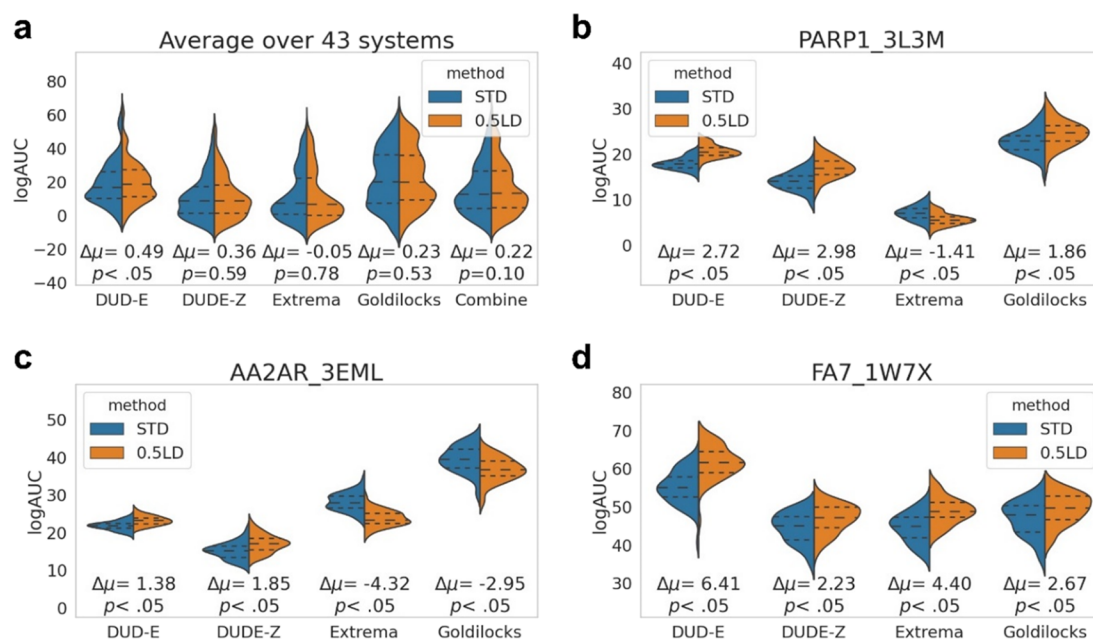 a
Average over 43 systems
logAUC
80
60
40
20
0
−20
−40
method
STD
0.5LD
Δμ= 0.49 Δμ= 0.36 Δμ= -0.05 Δμ= 0.23 Δμ= 0.22
p< .05 p=0.59 p=0.78 p=0.53 p=0.10
DUD-E DUDE-Z Extrema Goldilocks Combine
b
PARP1_3L3M
logAUC
40
30
20
10
0
method
STD
0.5LD
Δμ= 2.72 Δμ= 2.98 Δμ= -1.41 Δμ= 1.86
p< .05 p< .05 p< .05 p< .05
DUD-E DUDE-Z Extrema Goldilocks
c
AA2AR_3EML
logAUC
50
40
30
20
10
0
method
STD
0.5LD
Δμ= 1.38 Δμ= 1.85 Δμ= -4.32 Δμ= -2.95
p< .05 p< .05 p< .05 p< .05
DUD-E DUDE-Z Extrema Goldilocks
d
FA7_1W7X
logAUC
80
70
60
50
40
30
method
STD
0.5LD
Δμ= 6.41 Δμ= 2.23 Δμ= 4.40 Δμ= 2.67
p< .05 p< .05 p< .05 p< .05
DUD-E DUDE-Z Extrema Goldilocks